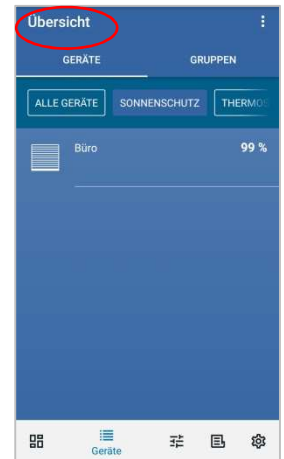 Übersicht
GERÄTE GRUPPEN
ALLE GERÄTE SONNENSCHUTZ THERMOS
Büro 99 %
Geräte